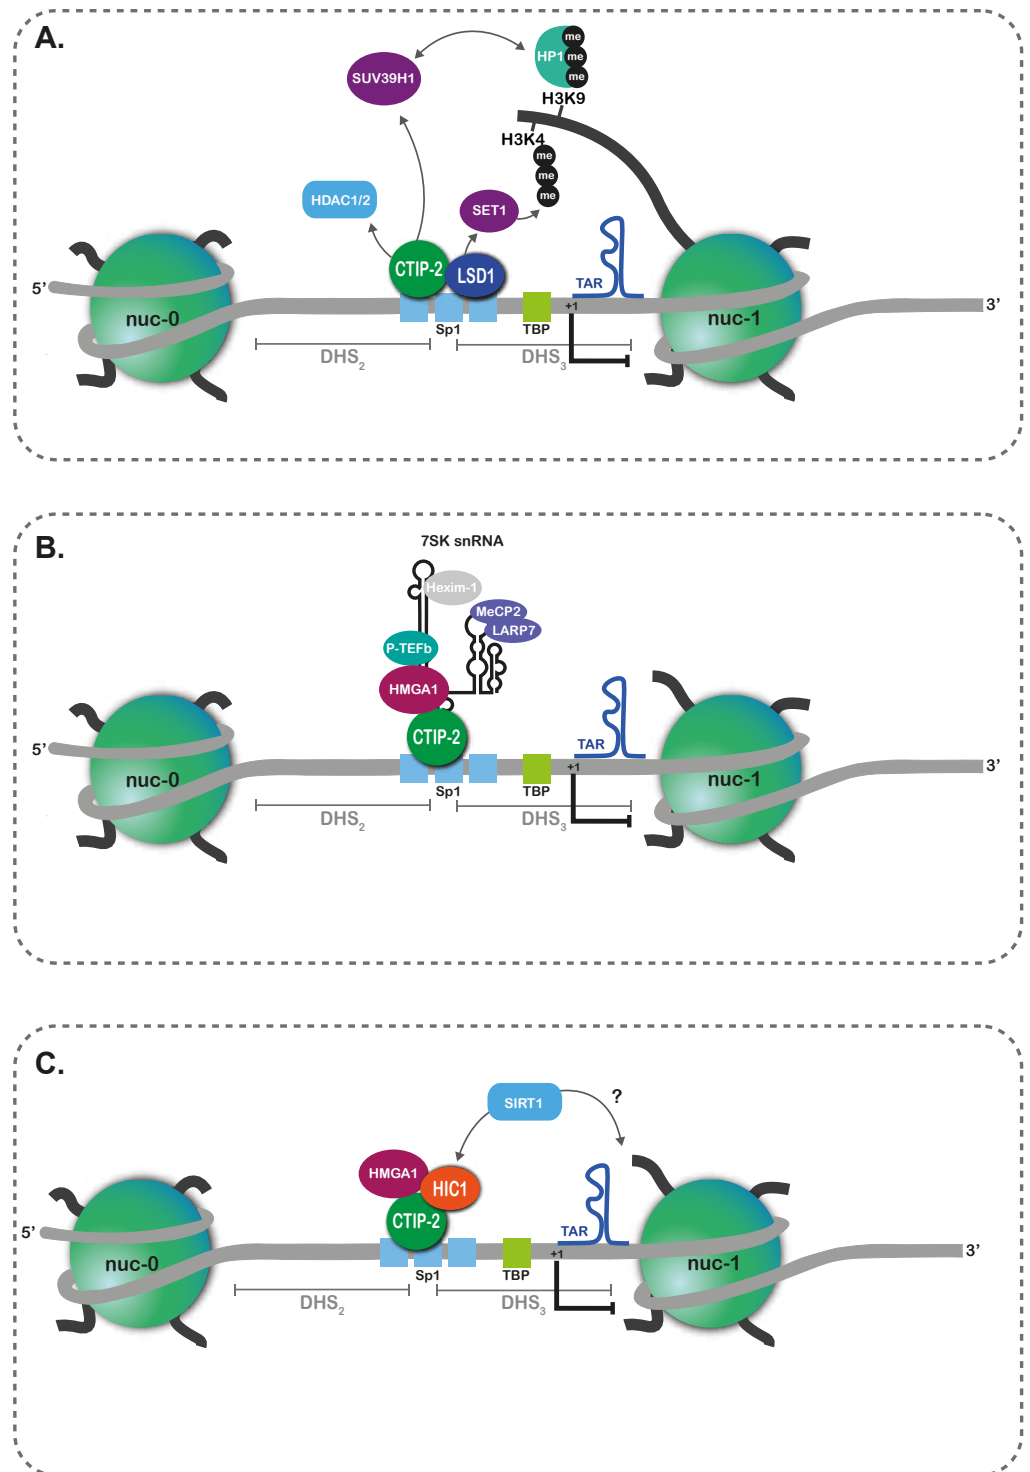 A.
me
HP1
me
SUV39H1
me
H3K9
H3K4
me
me
HDAC1/2
me
SET1
CTIP-2
LSD1
TAR
5’
+1
3’
nuc-0
nuc-1
Sp1
TBP
DHS2
DHS3
B.
7SK snRNA
Hexim-1
MeCP2
LARP7
P-TEFb
HMGA1
CTIP-2
TAR
5’
+1
3’
nuc-0
nuc-1
Sp1
TBP
DHS2
DHS3
C.
SIRT1
?
HMGA1
HIC1
CTIP-2
TAR
5’
+1
3’
nuc-0
nuc-1
Sp1
TBP
DHS2
DHS3